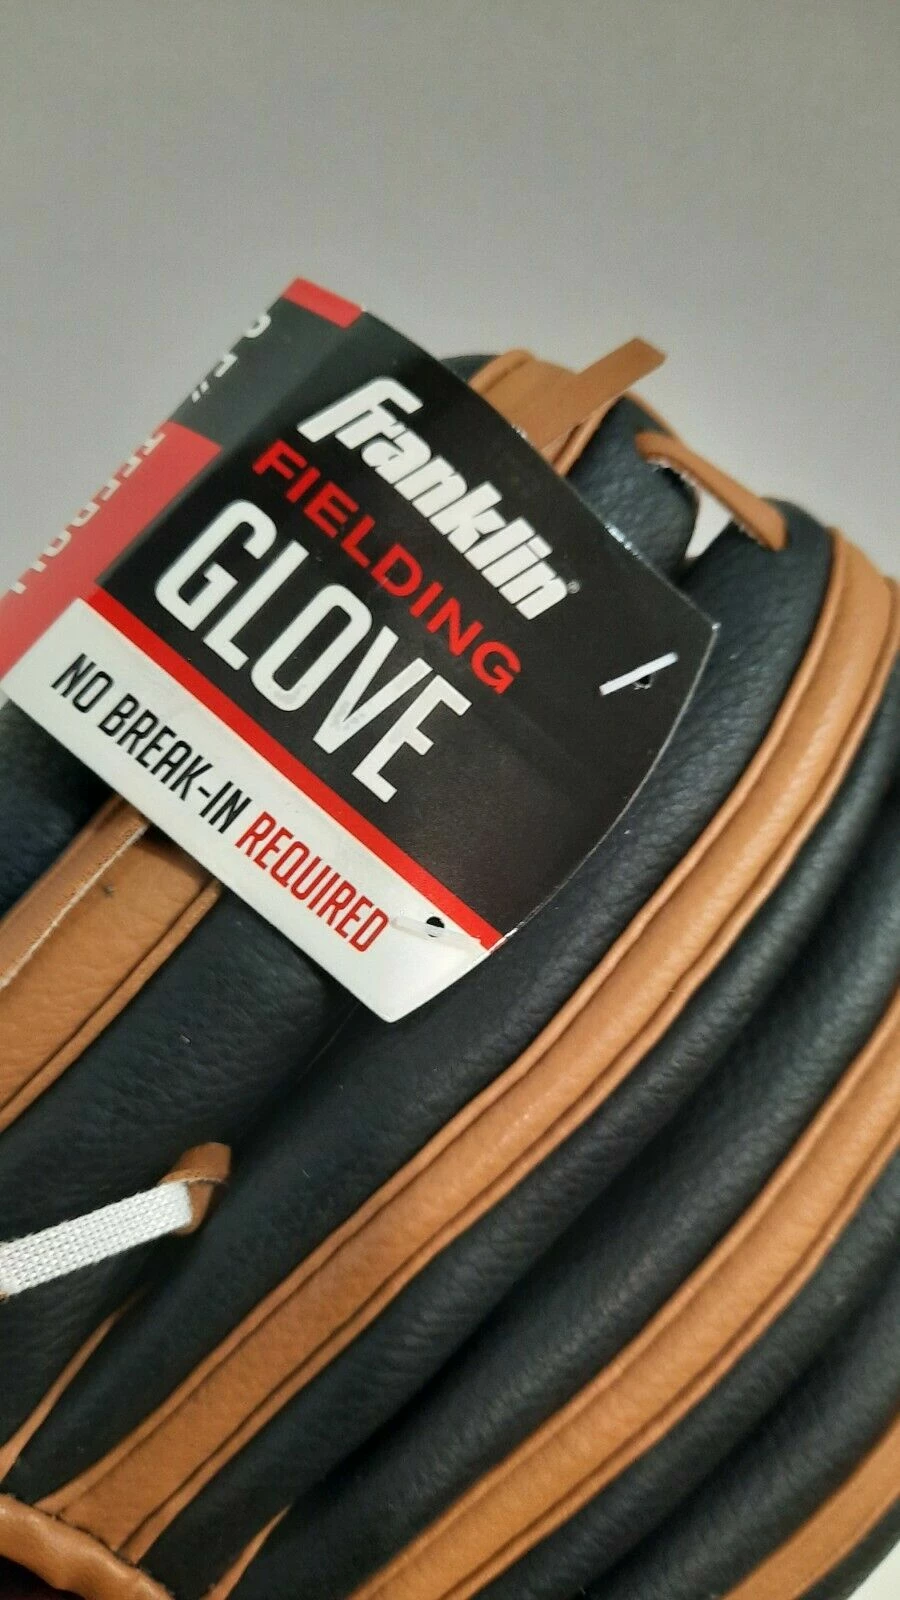 Franklin®
FIELDING
GLOVE
NO BREAK-IN REQUIRED